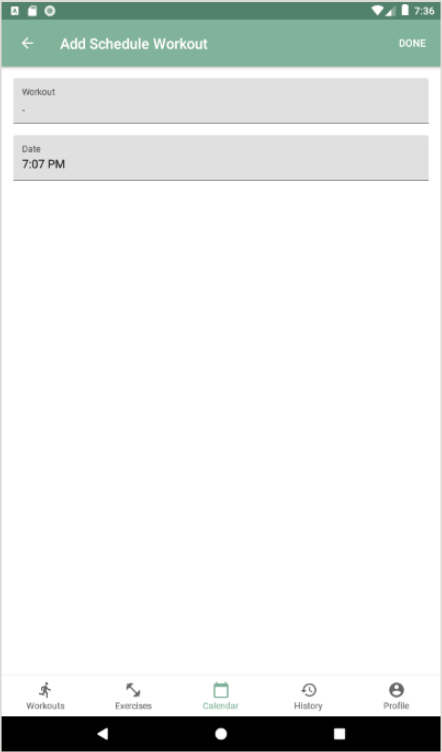 7:36
Add Schedule Workout DONE
Workout
.
Date
7:07 PM
Workouts Exercises Calendar History Profile